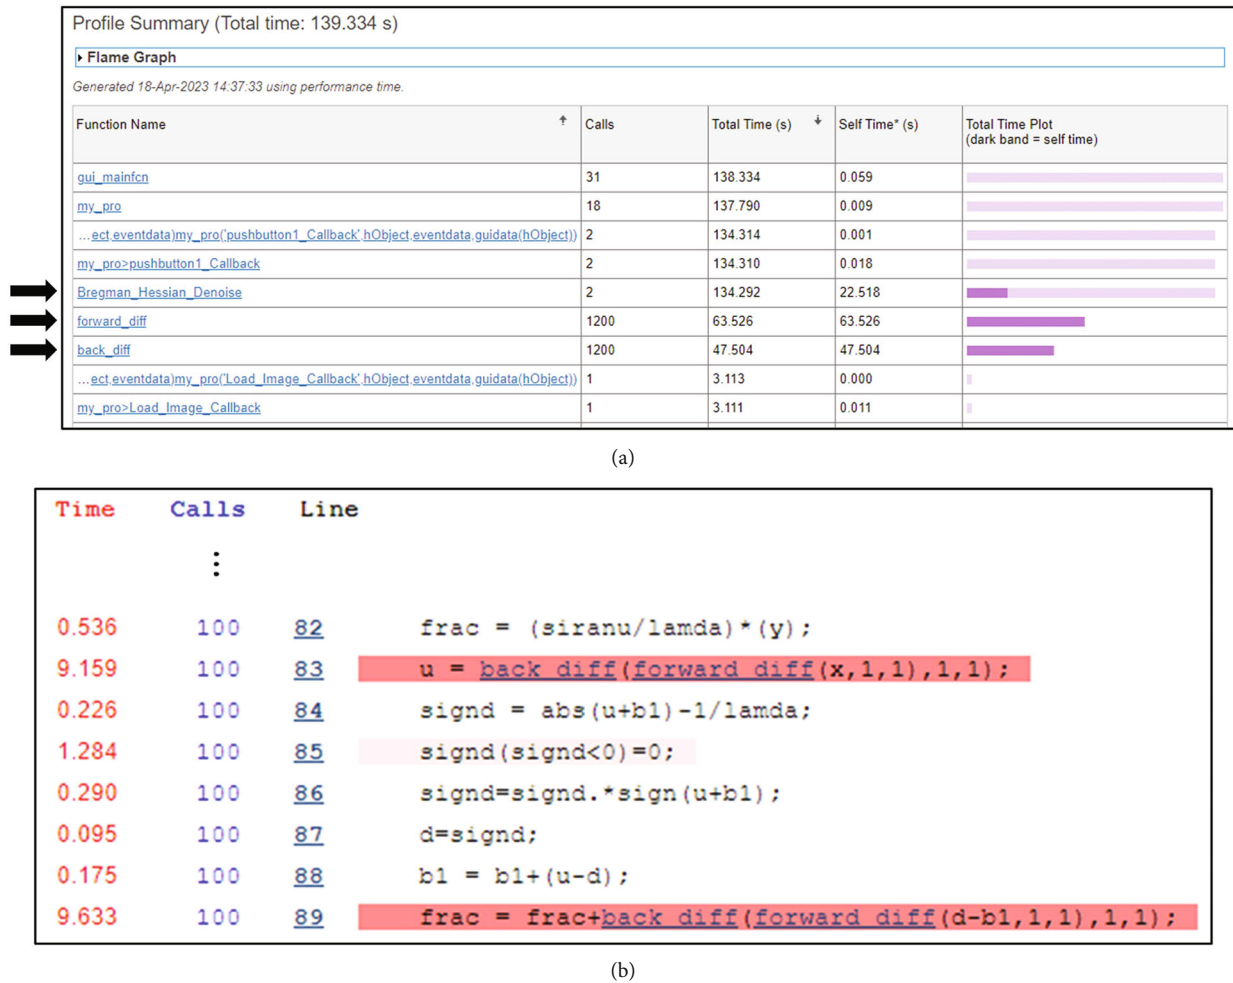 Profile Summary (Total time: 139.334 s)
Flame Graph
Generated 18-Apr-2023 14:37:33 using performance time.
Function Name Calls Total Time (s) Self Time* (s) Total Time Plot
(dark band = self time)
gui_mainfcn 31 138.334 0.059
my_pro 18 137.790 0.009
...ect,eventdata)my_pro('pushbutton1_Callback',hObject,eventdata,guidata(hObject)) 2 134.314 0.001
my_pro>pushbutton1_Callback 2 134.310 0.018
Bregman_Hessian_Denoise 2 134.292 22.518
forward_diff 1200 63.526 63.526
back_diff 1200 47.504 47.504
...ect,eventdata)my_pro('Load_Image_Callback',hObject,eventdata,guidata(hObject)) 1 3.113 0.000
my_pro>Load_Image_Callback 1 3.111 0.011
(a)
Time Calls Line
⋮
0.536 100 82 frac = (siranu/lamda)*(y);
9.159 100 83 u = back_diff(forward_diff(x,1,1),1,1);
0.226 100 84 signd = abs(u+b1)-1/lamda;
1.284 100 85 signd(signd<0)=0;
0.290 100 86 signd=signd.*sign(u+b1);
0.095 100 87 d=signd;
0.175 100 88 b1 = b1+(u-d);
9.633 100 89 frac = frac+back_diff(forward_diff(d-b1,1,1),1,1);
(b)